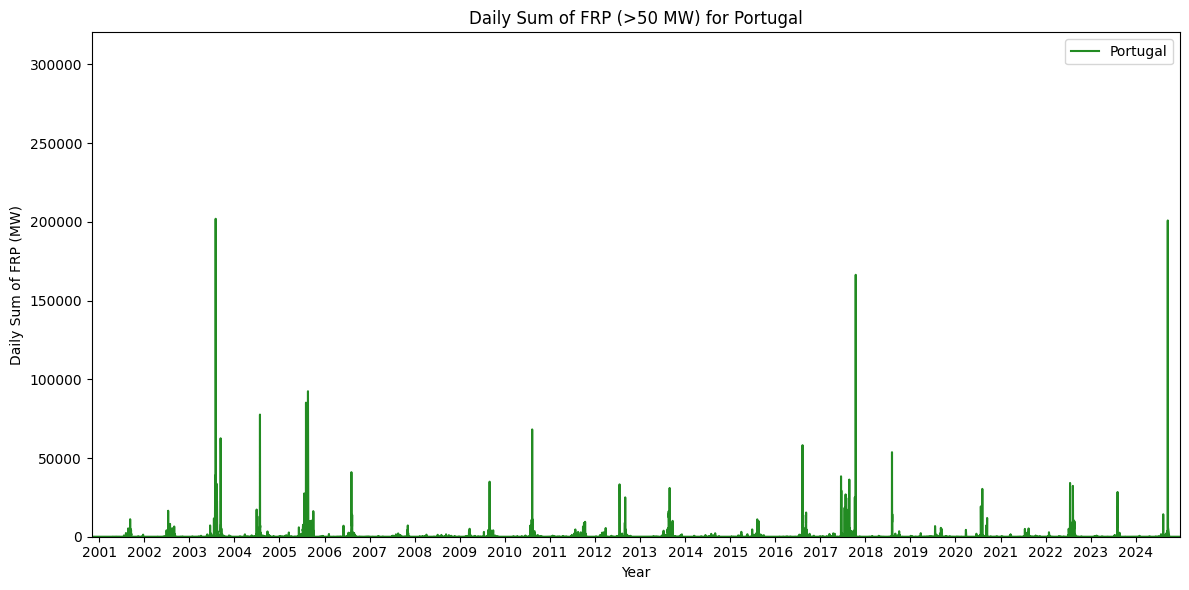 Daily Sum of FRP (>50 MW) for Portugal
Portugal
300000
250000
200000
150000
100000
50000
0
Daily Sum of FRP (MW)
2001 2002 2003 2004 2005 2006 2007 2008 2009 2010 2011 2012 2013 2014 2015 2016 2017 2018 2019 2020 2021 2022 2023 2024
Year